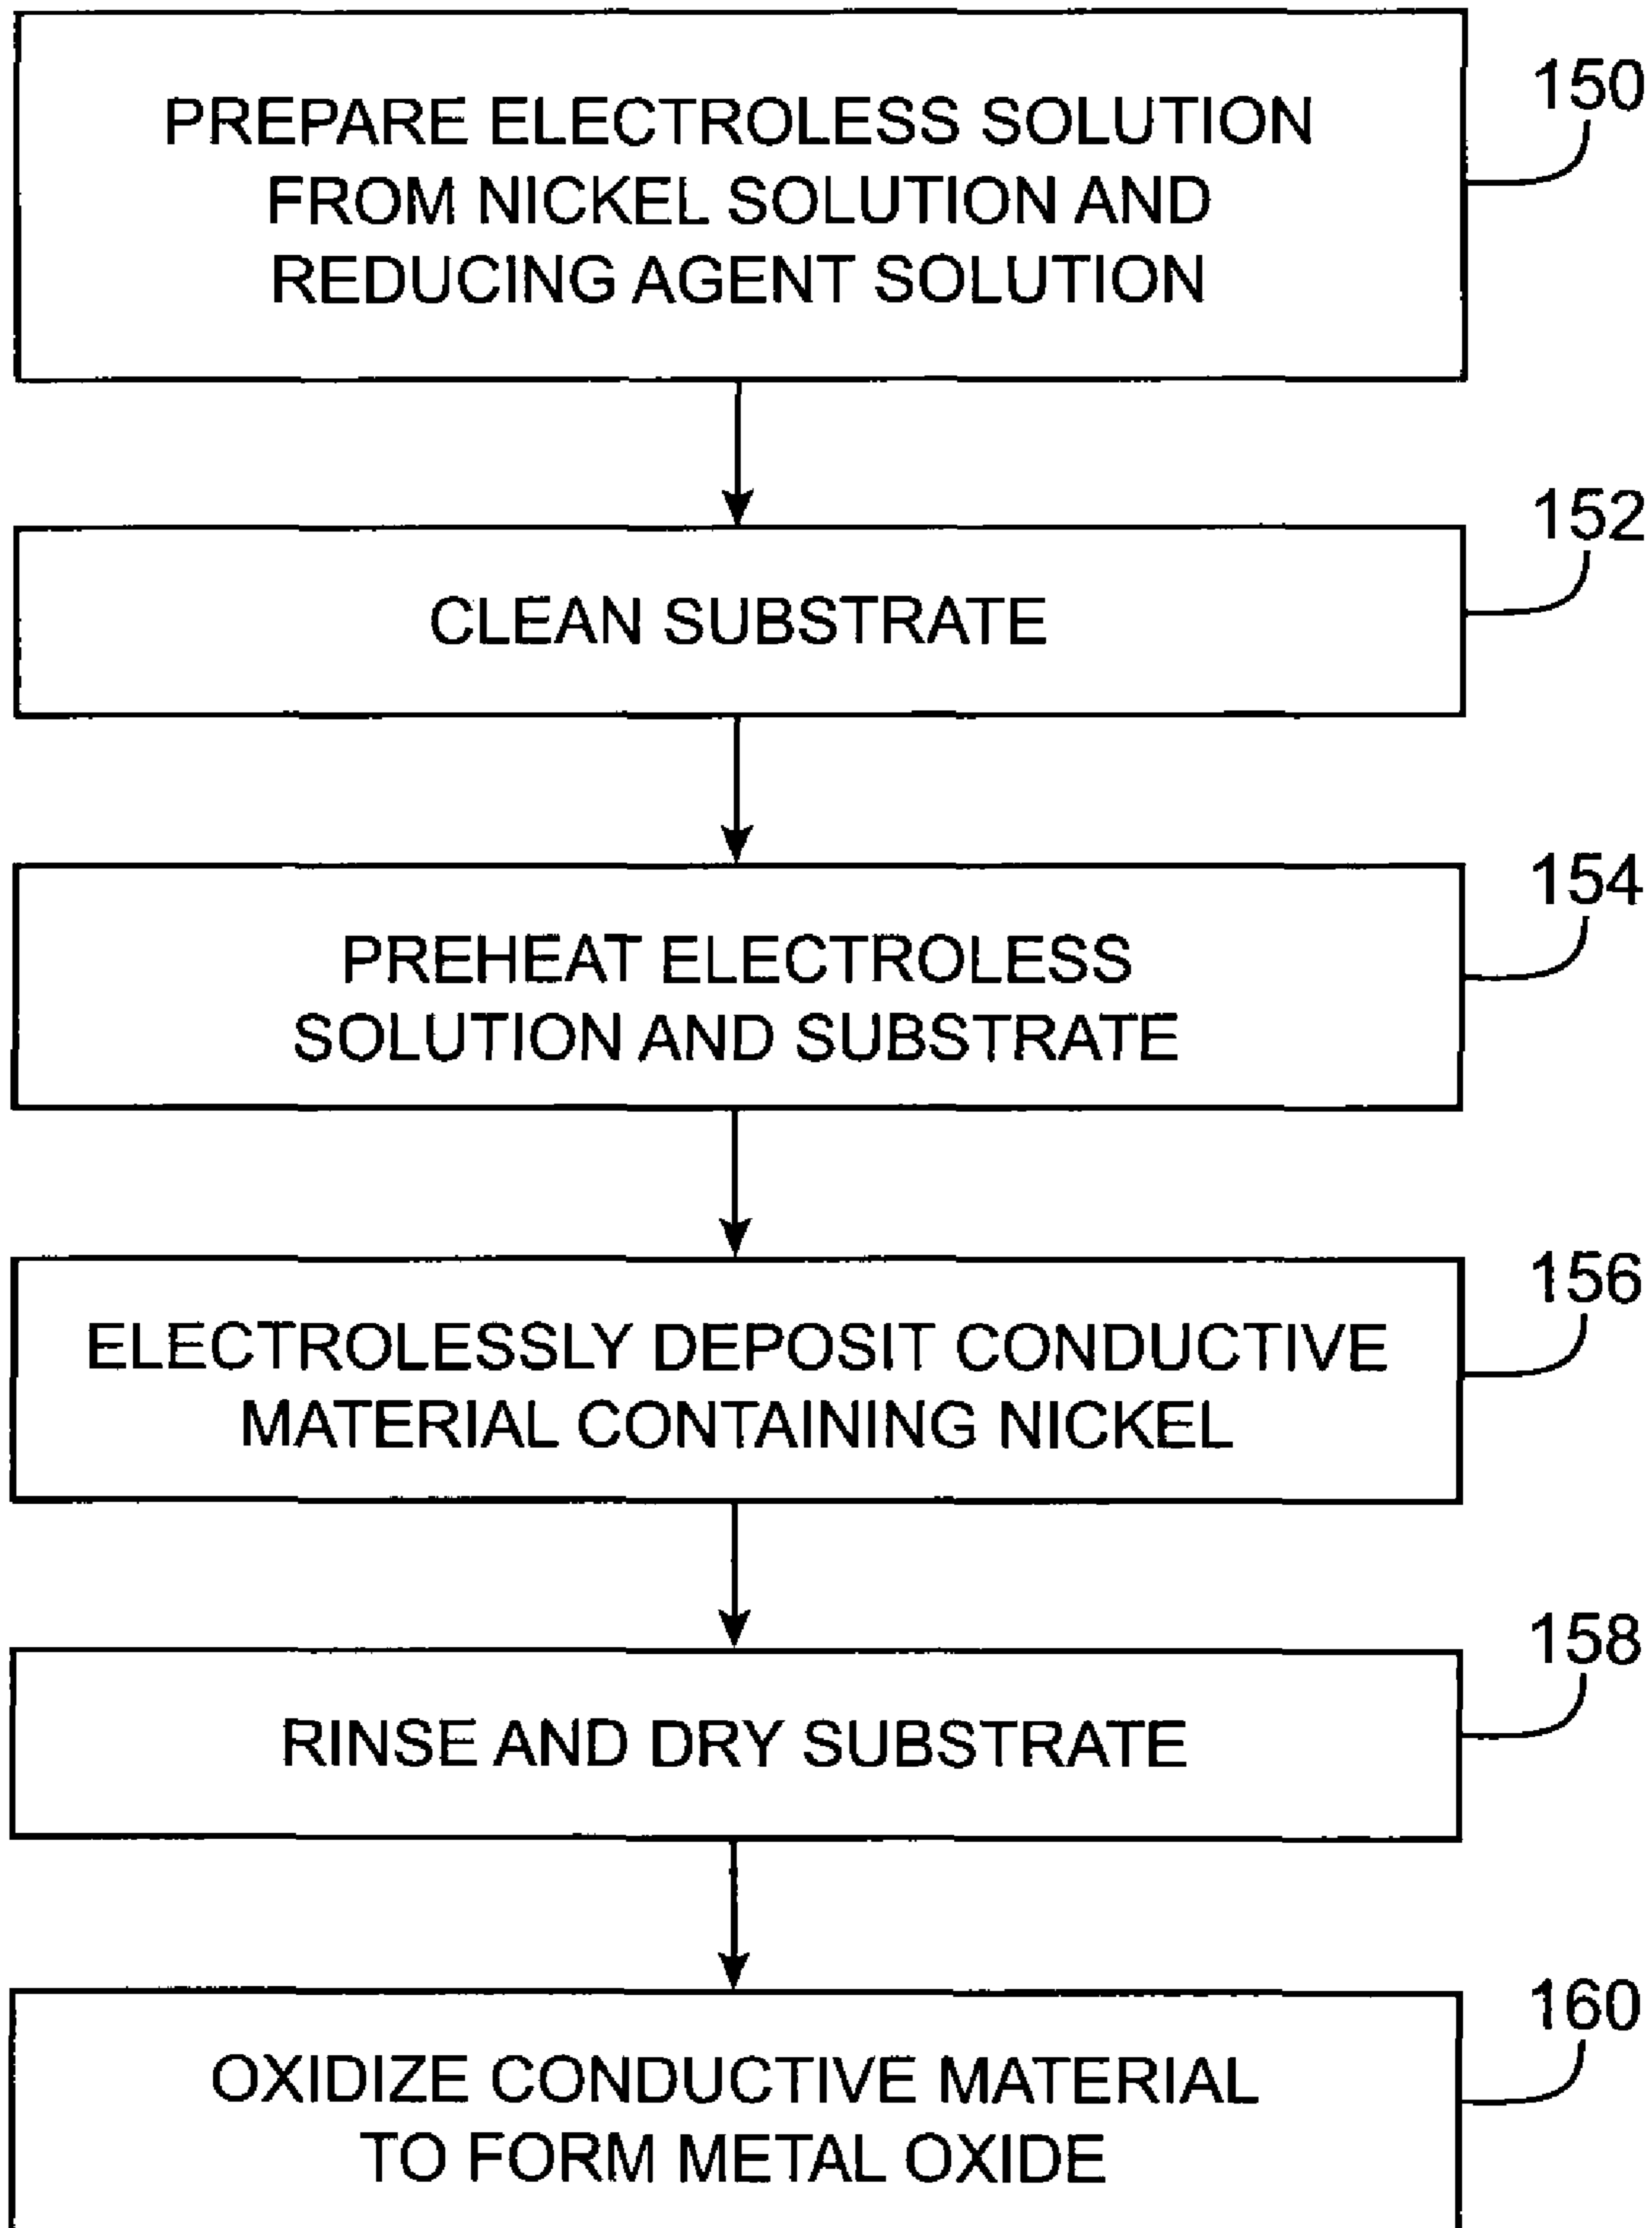 PREPARE ELECTROLESS SOLUTION
FROM NICKEL SOLUTION AND
REDUCING AGENT SOLUTION
150
CLEAN SUBSTRATE
152
PREHEAT ELECTROLESS
SOLUTION AND SUBSTRATE
154
ELECTROLESSLY DEPOSIT CONDUCTIVE
MATERIAL CONTAINING NICKEL
156
RINSE AND DRY SUBSTRATE
158
OXIDIZE CONDUCTIVE MATERIAL
TO FORM METAL OXIDE
160